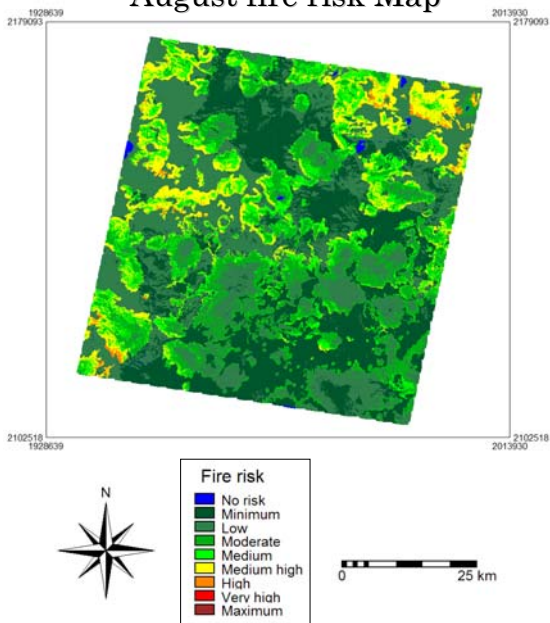 August fire risk Map
1928639
2013930
2179093
2179093
2102518
2102518
1928639
2013930
N
Fire risk
No risk
Minimum
Low
Moderate
Medium
Medium high
High
Very high
Maximum
0
25 km